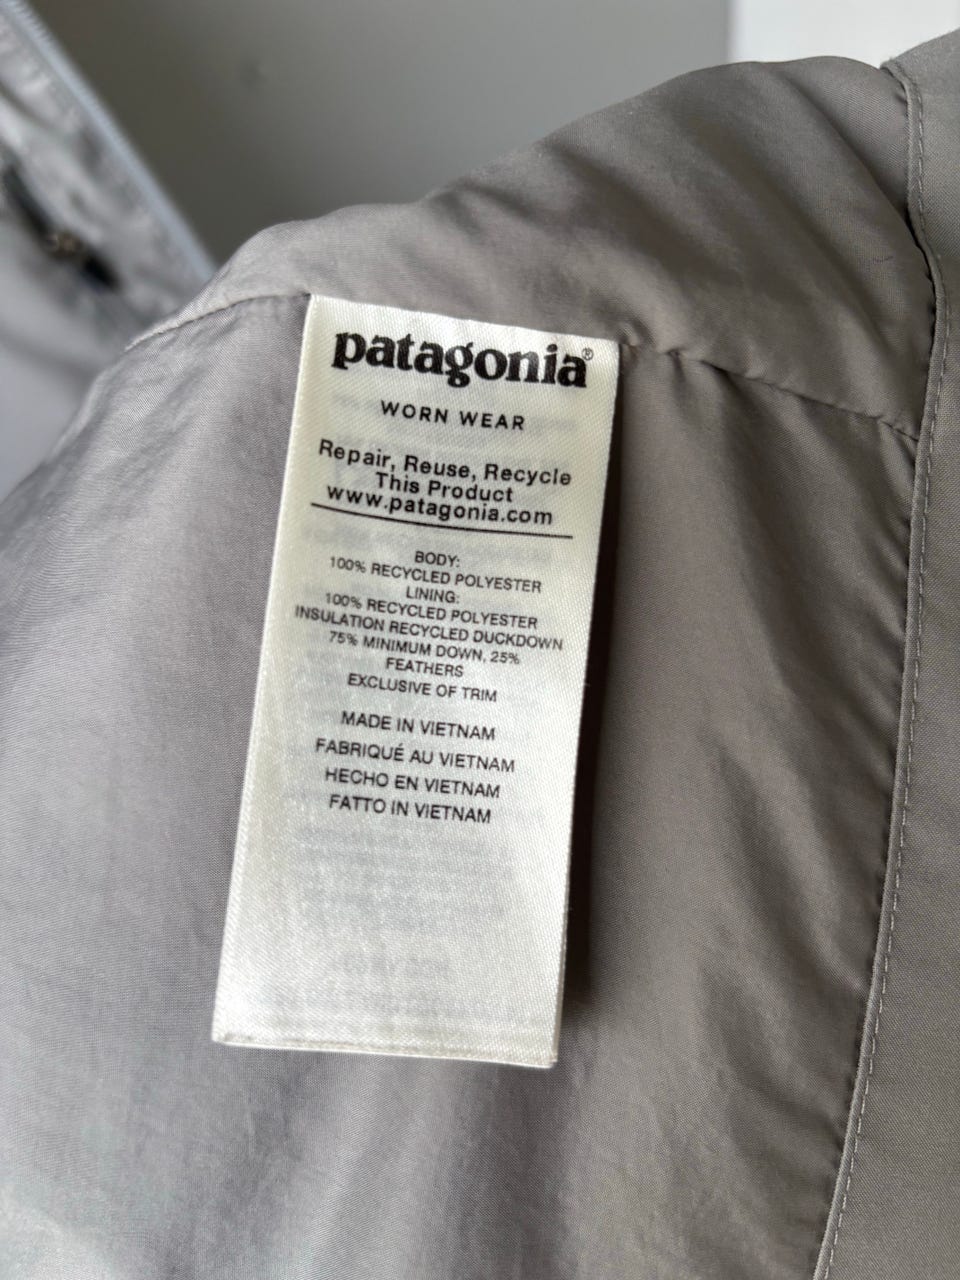 patagonia®
WORN WEAR
Repair, Reuse, Recycle
This Product
www.patagonia.com
BODY:
100% RECYCLED POLYESTER
LINING:
100% RECYCLED POLYESTER
INSULATION RECYCLED DUCKDOWN
75% MINIMUM DOWN, 25%
FEATHERS
EXCLUSIVE OF TRIM
MADE IN VIETNAM
FABRIQUÉ AU VIETNAM
HECHO EN VIETNAM
FATTO IN VIETNAM